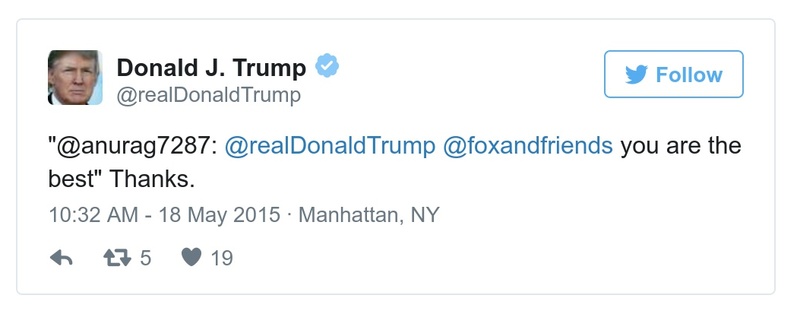 Donald J. Trump
@realDonaldTrump
Follow
"@anurag7287: @realDonaldTrump @foxandfriends you are the
best" Thanks.
10:32 AM - 18 May 2015 · Manhattan, NY
5 19